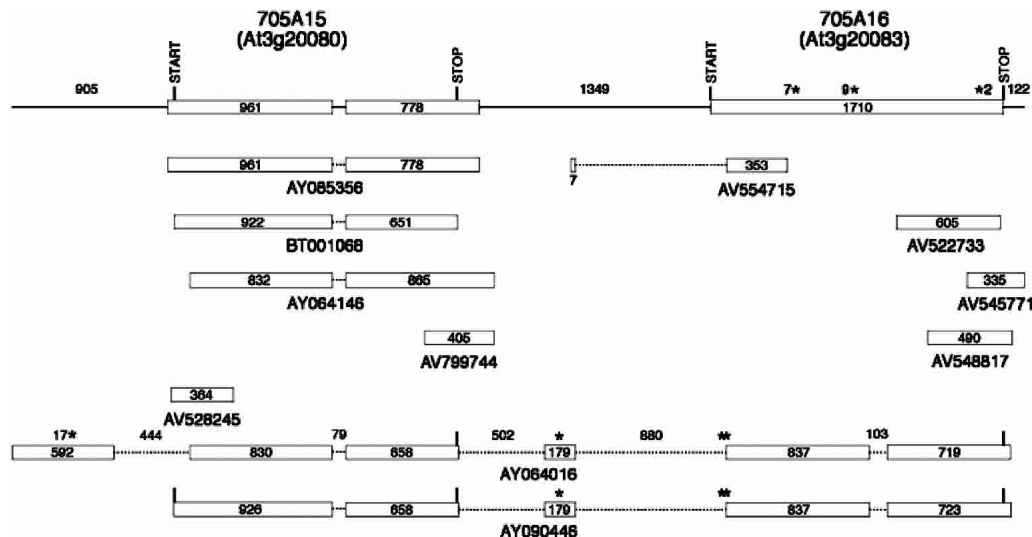 705A15 705A16
(At3g20080) (At3g20083)
START STOP START STOP
905 1349 7* 9* *2 122
961 778 1710
961 778 353
AY085356 7 AV554715
922 651 605
BT001068 AV522733
832 865 335
AY064146 AV545771
405 490
AV799744 AV548817
364
AV528245
17* 444 79 502 * 880 ** 103
592 830 658 179 837 719
AY064016
* **
926 658 179 837 723
AY090446